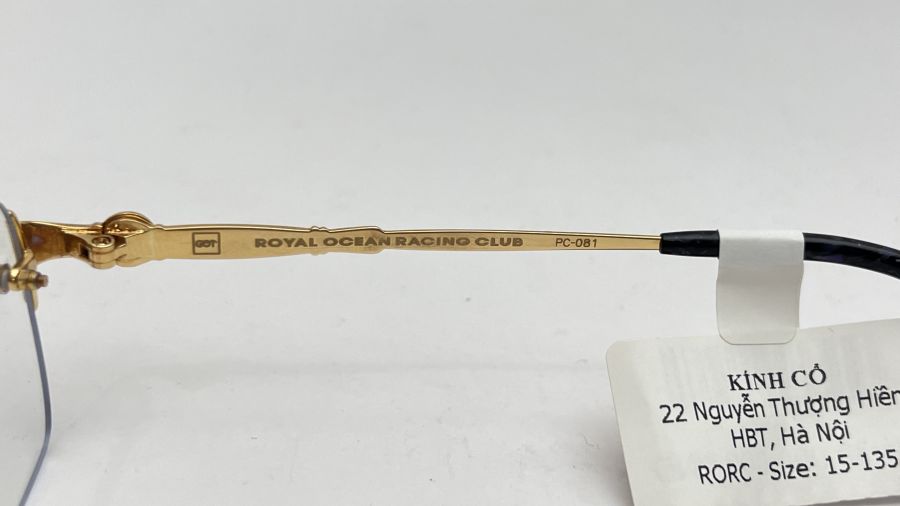 GOT ROYAL OCEAN RACING CLUB PC-081
KÍNH CỔ
22 Nguyễn Thượng Hiền
HBT, Hà Nội
RORC - Size: 15-135